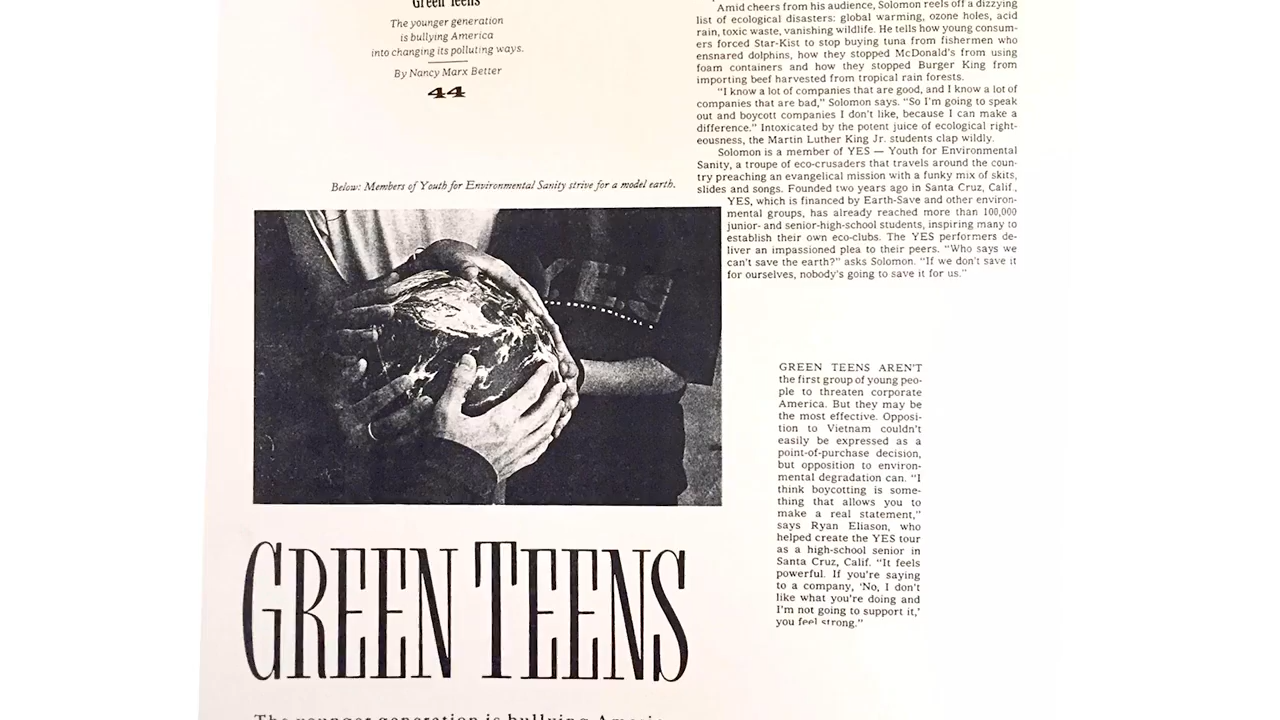 Green Teens
The younger generation
is bullying America
into changing its polluting ways.
By Nancy Marx Better
44
Below: Members of Youth for Environmental Sanity strive for a model earth.
GREEN TEENS
The younger generation is bullying America
Amid cheers from his audience, Solomon reels off a dizzying
list of ecological disasters: global warming, ozone holes, acid
rain, toxic waste, vanishing wildlife. He tells how young consum-
ers forced Star-Kist to stop buying tuna from fishermen who
ensnared dolphins, how they stopped McDonald's from using
foam containers and how they stopped Burger King from
importing beef harvested from tropical rain forests.
"I know a lot of companies that are good, and I know a lot of
companies that are bad," Solomon says. "So I'm going to speak
out and boycott companies I don't like, because I can make a
difference." Intoxicated by the potent juice of ecological right-
eousness, the Martin Luther King Jr. students clap wildly.
Solomon is a member of YES — Youth for Environmental
Sanity, a troupe of eco-crusaders that travels around the coun-
try preaching an evangelical mission with a funky mix of skits,
slides and songs. Founded two years ago in Santa Cruz, Calif.,
YES, which is financed by Earth-Save and other environ-
mental groups, has already reached more than 100,000
junior- and senior-high-school students, inspiring many to
establish their own eco-clubs. The YES performers de-
liver an impassioned plea to their peers. "Who says we
can't save the earth?" asks Solomon. "If we don't save it
for ourselves, nobody's going to save it for us."
GREEN TEENS AREN'T
the first group of young peo-
ple to threaten corporate
America. But they may be
the most effective. Opposi-
tion to Vietnam couldn't
easily be expressed as a
point-of-purchase decision,
but opposition to environ-
mental degradation can. "I
think boycotting is some-
thing that allows you to
make a real statement,"
says Ryan Eliason, who
helped create the YES tour
as a high-school senior in
Santa Cruz, Calif. "It feels
powerful. If you're saying
to a company, 'No, I don't
like what you're doing and
I'm not going to support it,'
you feel strong."